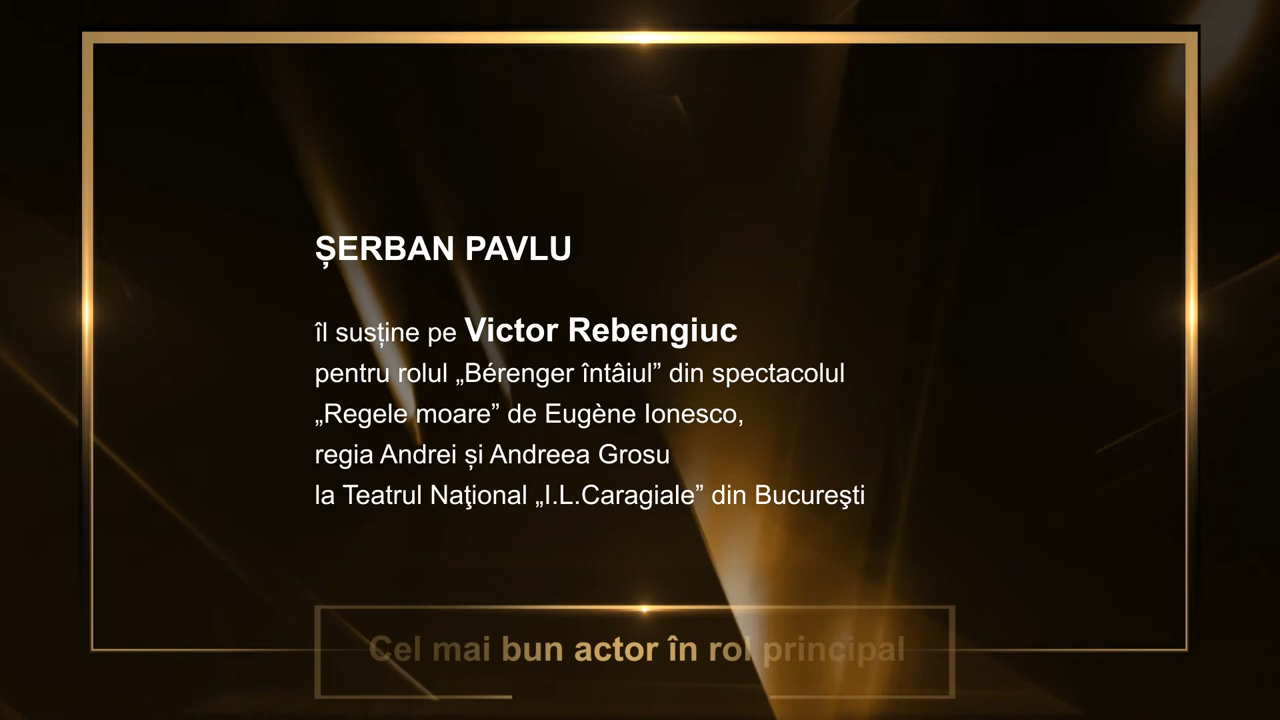 ȘERBAN PAVLU
îl susține pe Victor Rebengiuc
pentru rolul „Bérenger întâiul” din spectacolul
„Regele moare” de Eugène Ionesco,
regia Andrei și Andreea Grosu
la Teatrul Naţional „I.L.Caragiale” din Bucureşti
Cel mai bun actor în rol principal